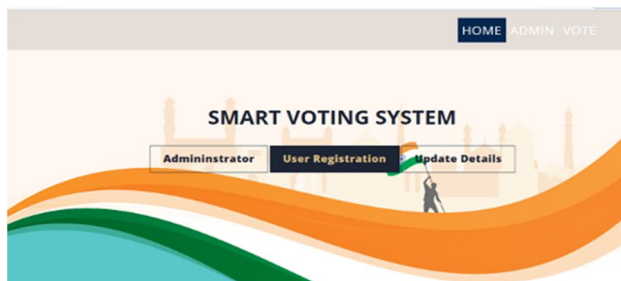 HOME ADMIN VOTE
SMART VOTING SYSTEM
Admininstrator User Registration Update Details